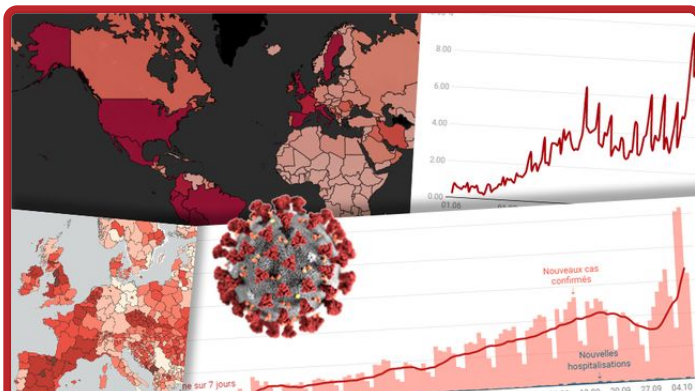 8.00
6.00
4.00
2.00
0.00
01.06
Nouveaux cas
confirmés
ne sur 7 jours
Nouvelles
hospitalisations
27.09
04.10